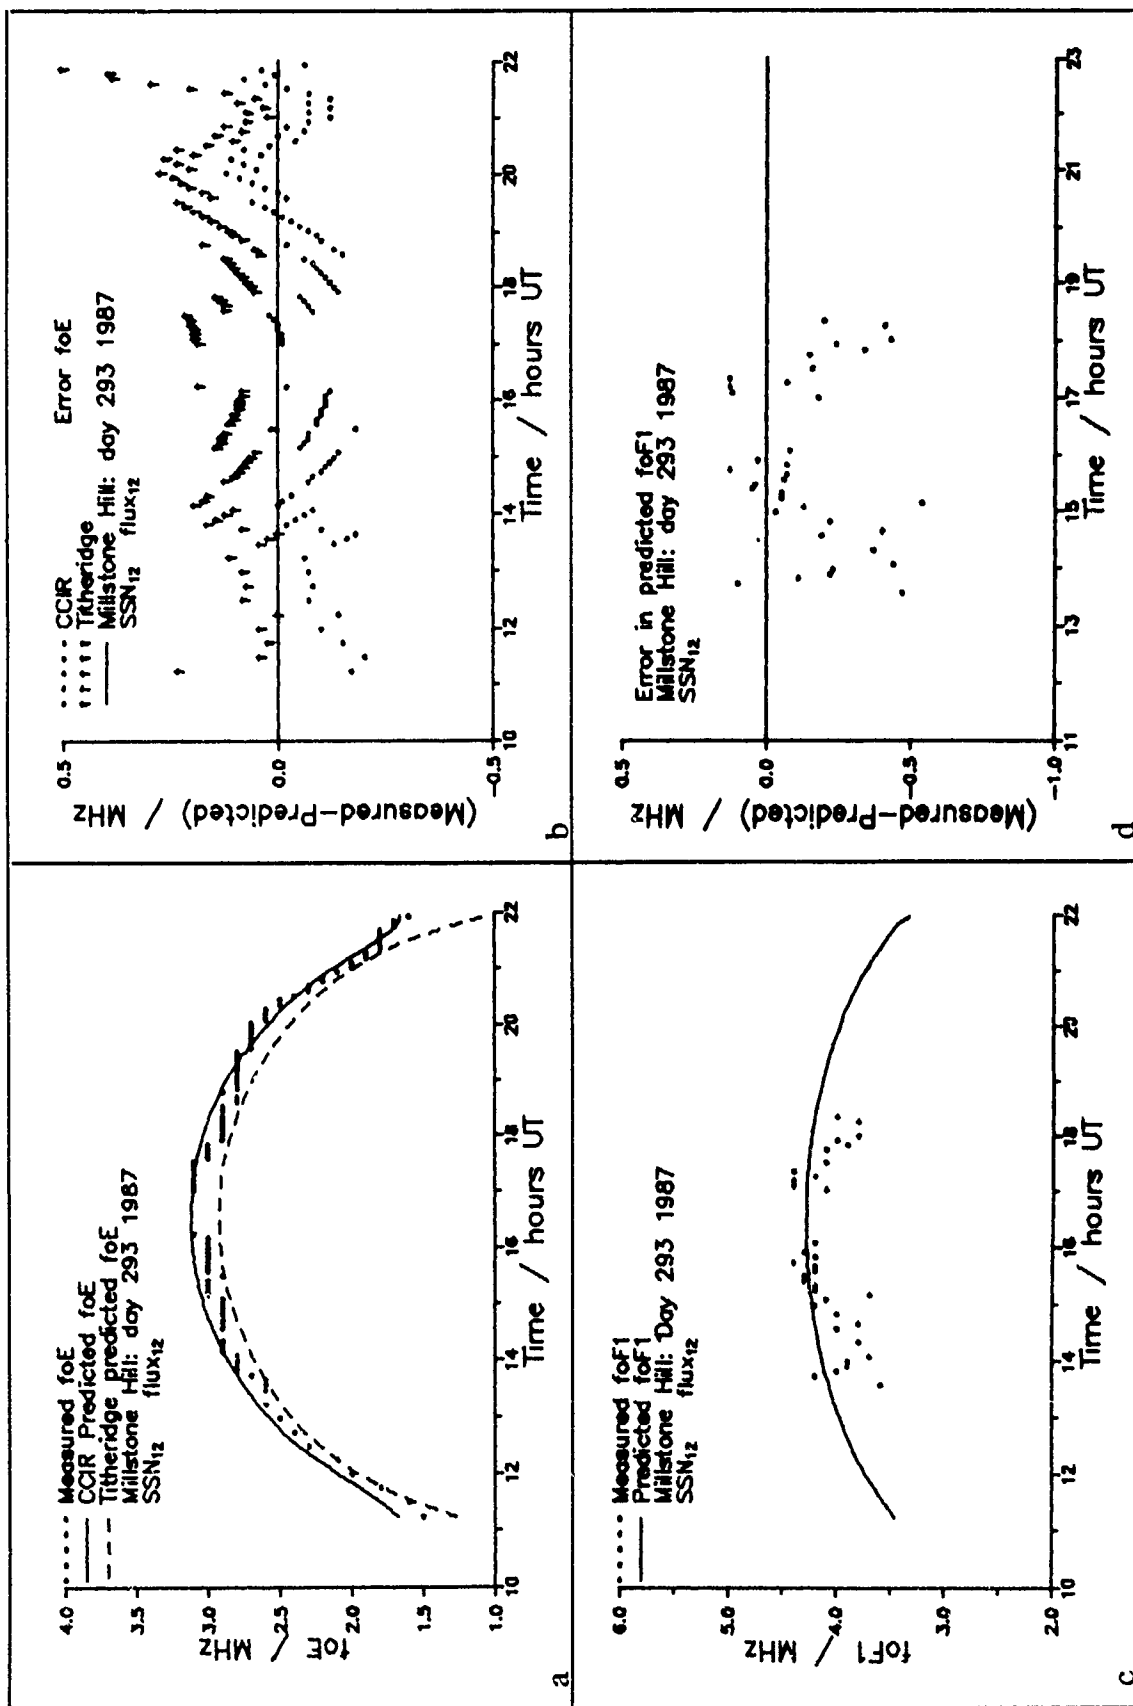 Measured foE
CCIR Predicted foE
Titheridge predicted foE
Millstone Hill: day 293 1987
SSN12 flux12
4.0
3.5
3.0
2.5
2.0
1.5
1.0
foE / MHz
10
12
14
16
18
20
22
Time / hours UT
a
CCIR
Titheridge
Error foE
Millstone Hill: day 293 1987
SSN12 flux12
0.5
0.0
-0.5
(Measured-Predicted) / MHz
10
12
14
16
18
20
22
Time / hours UT
b
Measured foF1
Predicted foF1
Millstone Hill: Day 293 1987
SSN12 flux12
6.0
5.0
4.0
3.0
2.0
foF1 / MHz
10
12
14
16
18
20
22
Time / hours UT
c
Error in predicted foF1
Millstone Hill: day 293 1987
SSN12
0.5
0.0
-0.5
-1.0
(Measured-Predicted) / MHz
11
13
15
17
19
21
23
Time / hours UT
d